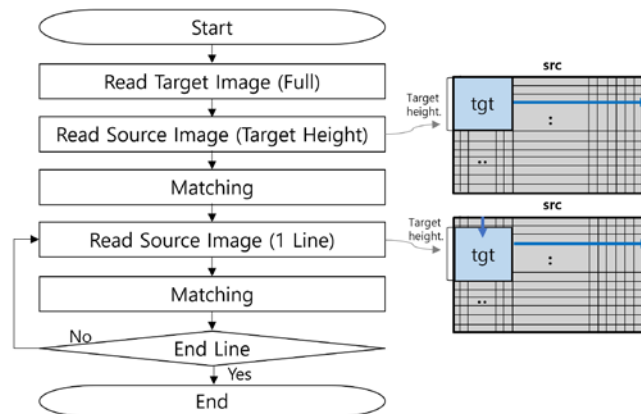 Start
Read Target Image (Full)
Read Source Image (Target Height)
Matching
Read Source Image (1 Line)
Matching
No
End Line
Yes
End
src
Target
height.
tgt
:
..
src
Target
height.
tgt
:
..